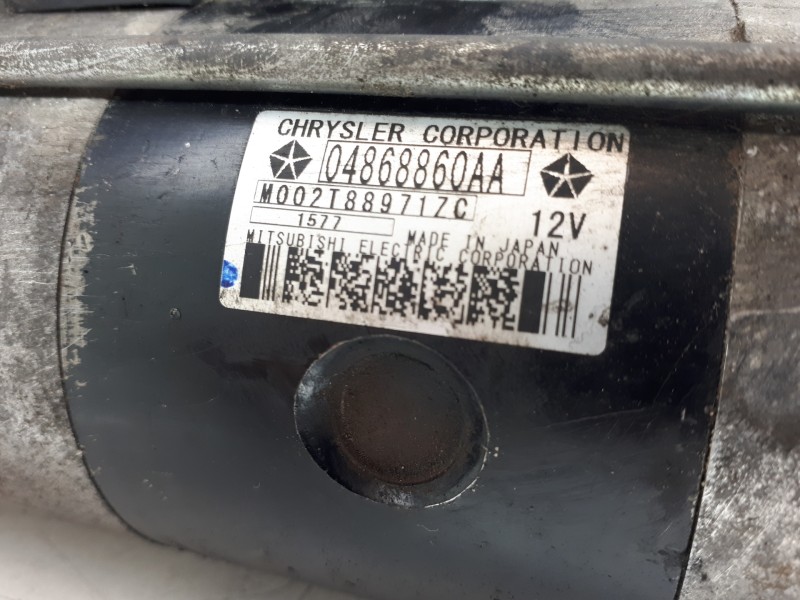 CHRYSLER CORPORATION
04868860AA
M002T88971ZC
1577
12V
MADE IN JAPAN
MITSUBISHI ELECTRIC CORPORATION